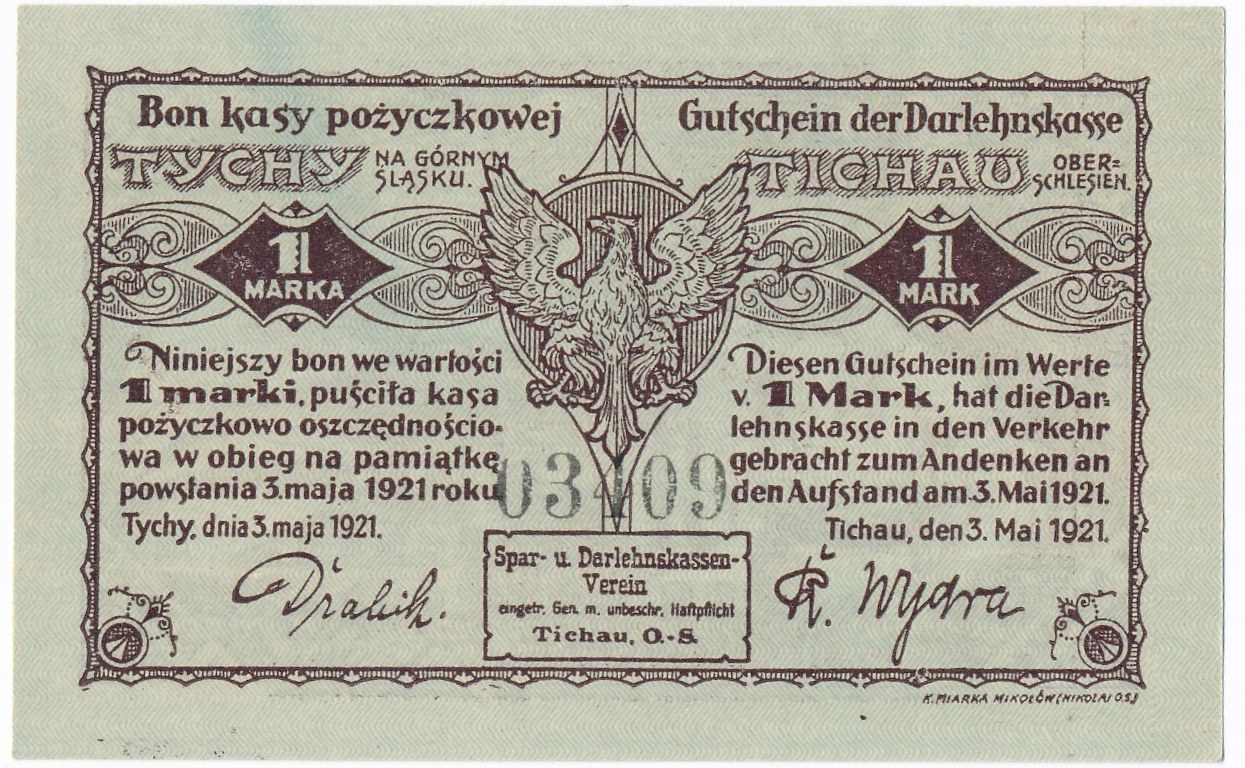 Bon kasy pożyczkowej
TYCHY NA GÓRNYM
SLĄSKU.
1
MARKA
Niniejszy bon we wartości
1 marki, puściła kasa
pożyczkowo oszczędnościo-
wa w obieg na pamiątkę
powstania 3. maja 1921 roku
Tychy, dnia 3. maja 1921.
Gutschein der Darlehnskasse
TICHAU OBER=
SCHLESIEN.
1
MARK
Diesen Gutschein im Werte
v. 1 Mark, hat die Dar=
lehnskasse in den Verkehr
gebracht zum Andenken an
den Aufstand am 3. Mai 1921.
Tichau, den 3. Mai 1921.
03409
Spar- u. Darlehnskassen-
Verein
eingetr. Gen. m. unbeschr. Haftpflicht
Tichau, O.-S.
Wydra
K. MIARKA MIKOŁÓW (NIKOLAI O.S.)